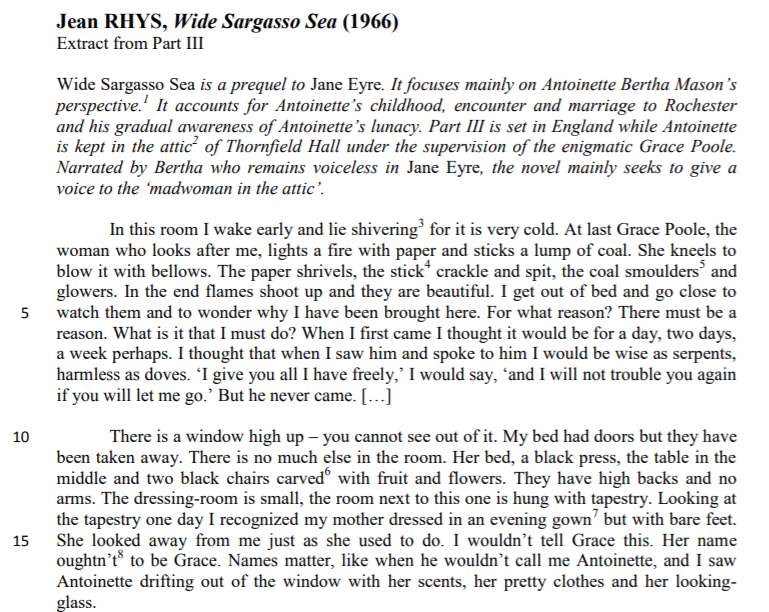 Jean RHYS, Wide Sargasso Sea (1966)
Extract from Part III
Wide Sargasso Sea is a prequel to Jane Eyre. It focuses mainly on Antoinette Bertha Mason's
perspective.¹ It accounts for Antoinette's childhood, encounter and marriage to Rochester
and his gradual awareness of Antoinette's lunacy. Part III is set in England while Antoinette
is kept in the attic² of Thornfield Hall under the supervision of the enigmatic Grace Poole.
Narrated by Bertha who remains voiceless in Jane Eyre, the novel mainly seeks to give a
voice to the 'madwoman in the attic'.
In this room I wake early and lie shivering³ for it is very cold. At last Grace Poole, the
woman who looks after me, lights a fire with paper and sticks a lump of coal. She kneels to
blow it with bellows. The paper shrivels, the stick⁴ crackle and spit, the coal smoulders⁵ and
glowers. In the end flames shoot up and they are beautiful. I get out of bed and go close to
5 watch them and to wonder why I have been brought here. For what reason? There must be a
reason. What is it that I must do? When I first came I thought it would be for a day, two days,
a week perhaps. I thought that when I saw him and spoke to him I would be wise as serpents,
harmless as doves. 'I give you all I have freely,' I would say, 'and I will not trouble you again
if you will let me go.' But he never came. […]
10 There is a window high up – you cannot see out of it. My bed had doors but they have
been taken away. There is no much else in the room. Her bed, a black press, the table in the
middle and two black chairs carved⁶ with fruit and flowers. They have high backs and no
arms. The dressing-room is small, the room next to this one is hung with tapestry. Looking at
the tapestry one day I recognized my mother dressed in an evening gown⁷ but with bare feet.
15 She looked away from me just as she used to do. I wouldn't tell Grace this. Her name
oughtn't⁸ to be Grace. Names matter, like when he wouldn't call me Antoinette, and I saw
Antoinette drifting out of the window with her scents, her pretty clothes and her looking-
glass.